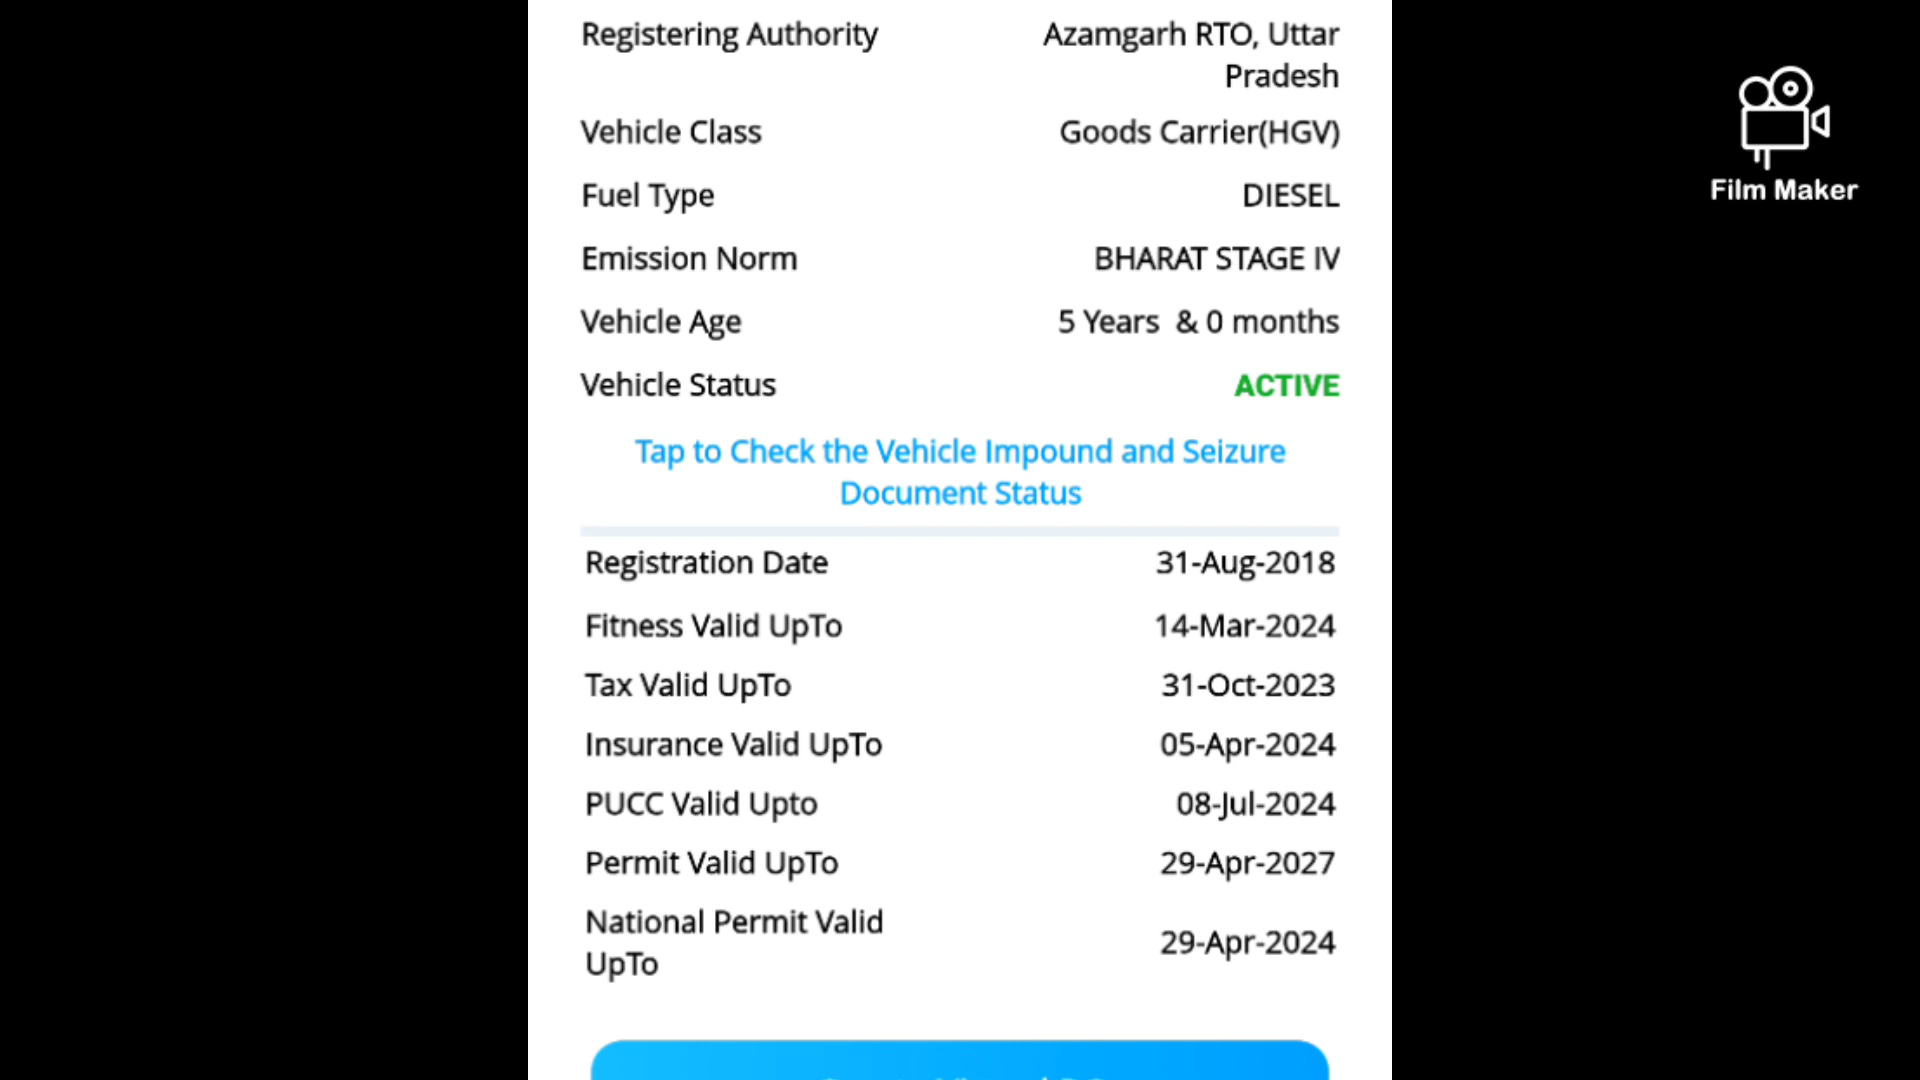 Registering Authority Azamgarh RTO, Uttar
Pradesh
Vehicle Class Goods Carrier(HGV)
Fuel Type DIESEL
Emission Norm BHARAT STAGE IV
Vehicle Age 5 Years & 0 months
Vehicle Status ACTIVE
Tap to Check the Vehicle Impound and Seizure
Document Status
Registration Date 31-Aug-2018
Fitness Valid UpTo 14-Mar-2024
Tax Valid UpTo 31-Oct-2023
Insurance Valid UpTo 05-Apr-2024
PUCC Valid Upto 08-Jul-2024
Permit Valid UpTo 29-Apr-2027
National Permit Valid
UpTo 29-Apr-2024
Film Maker